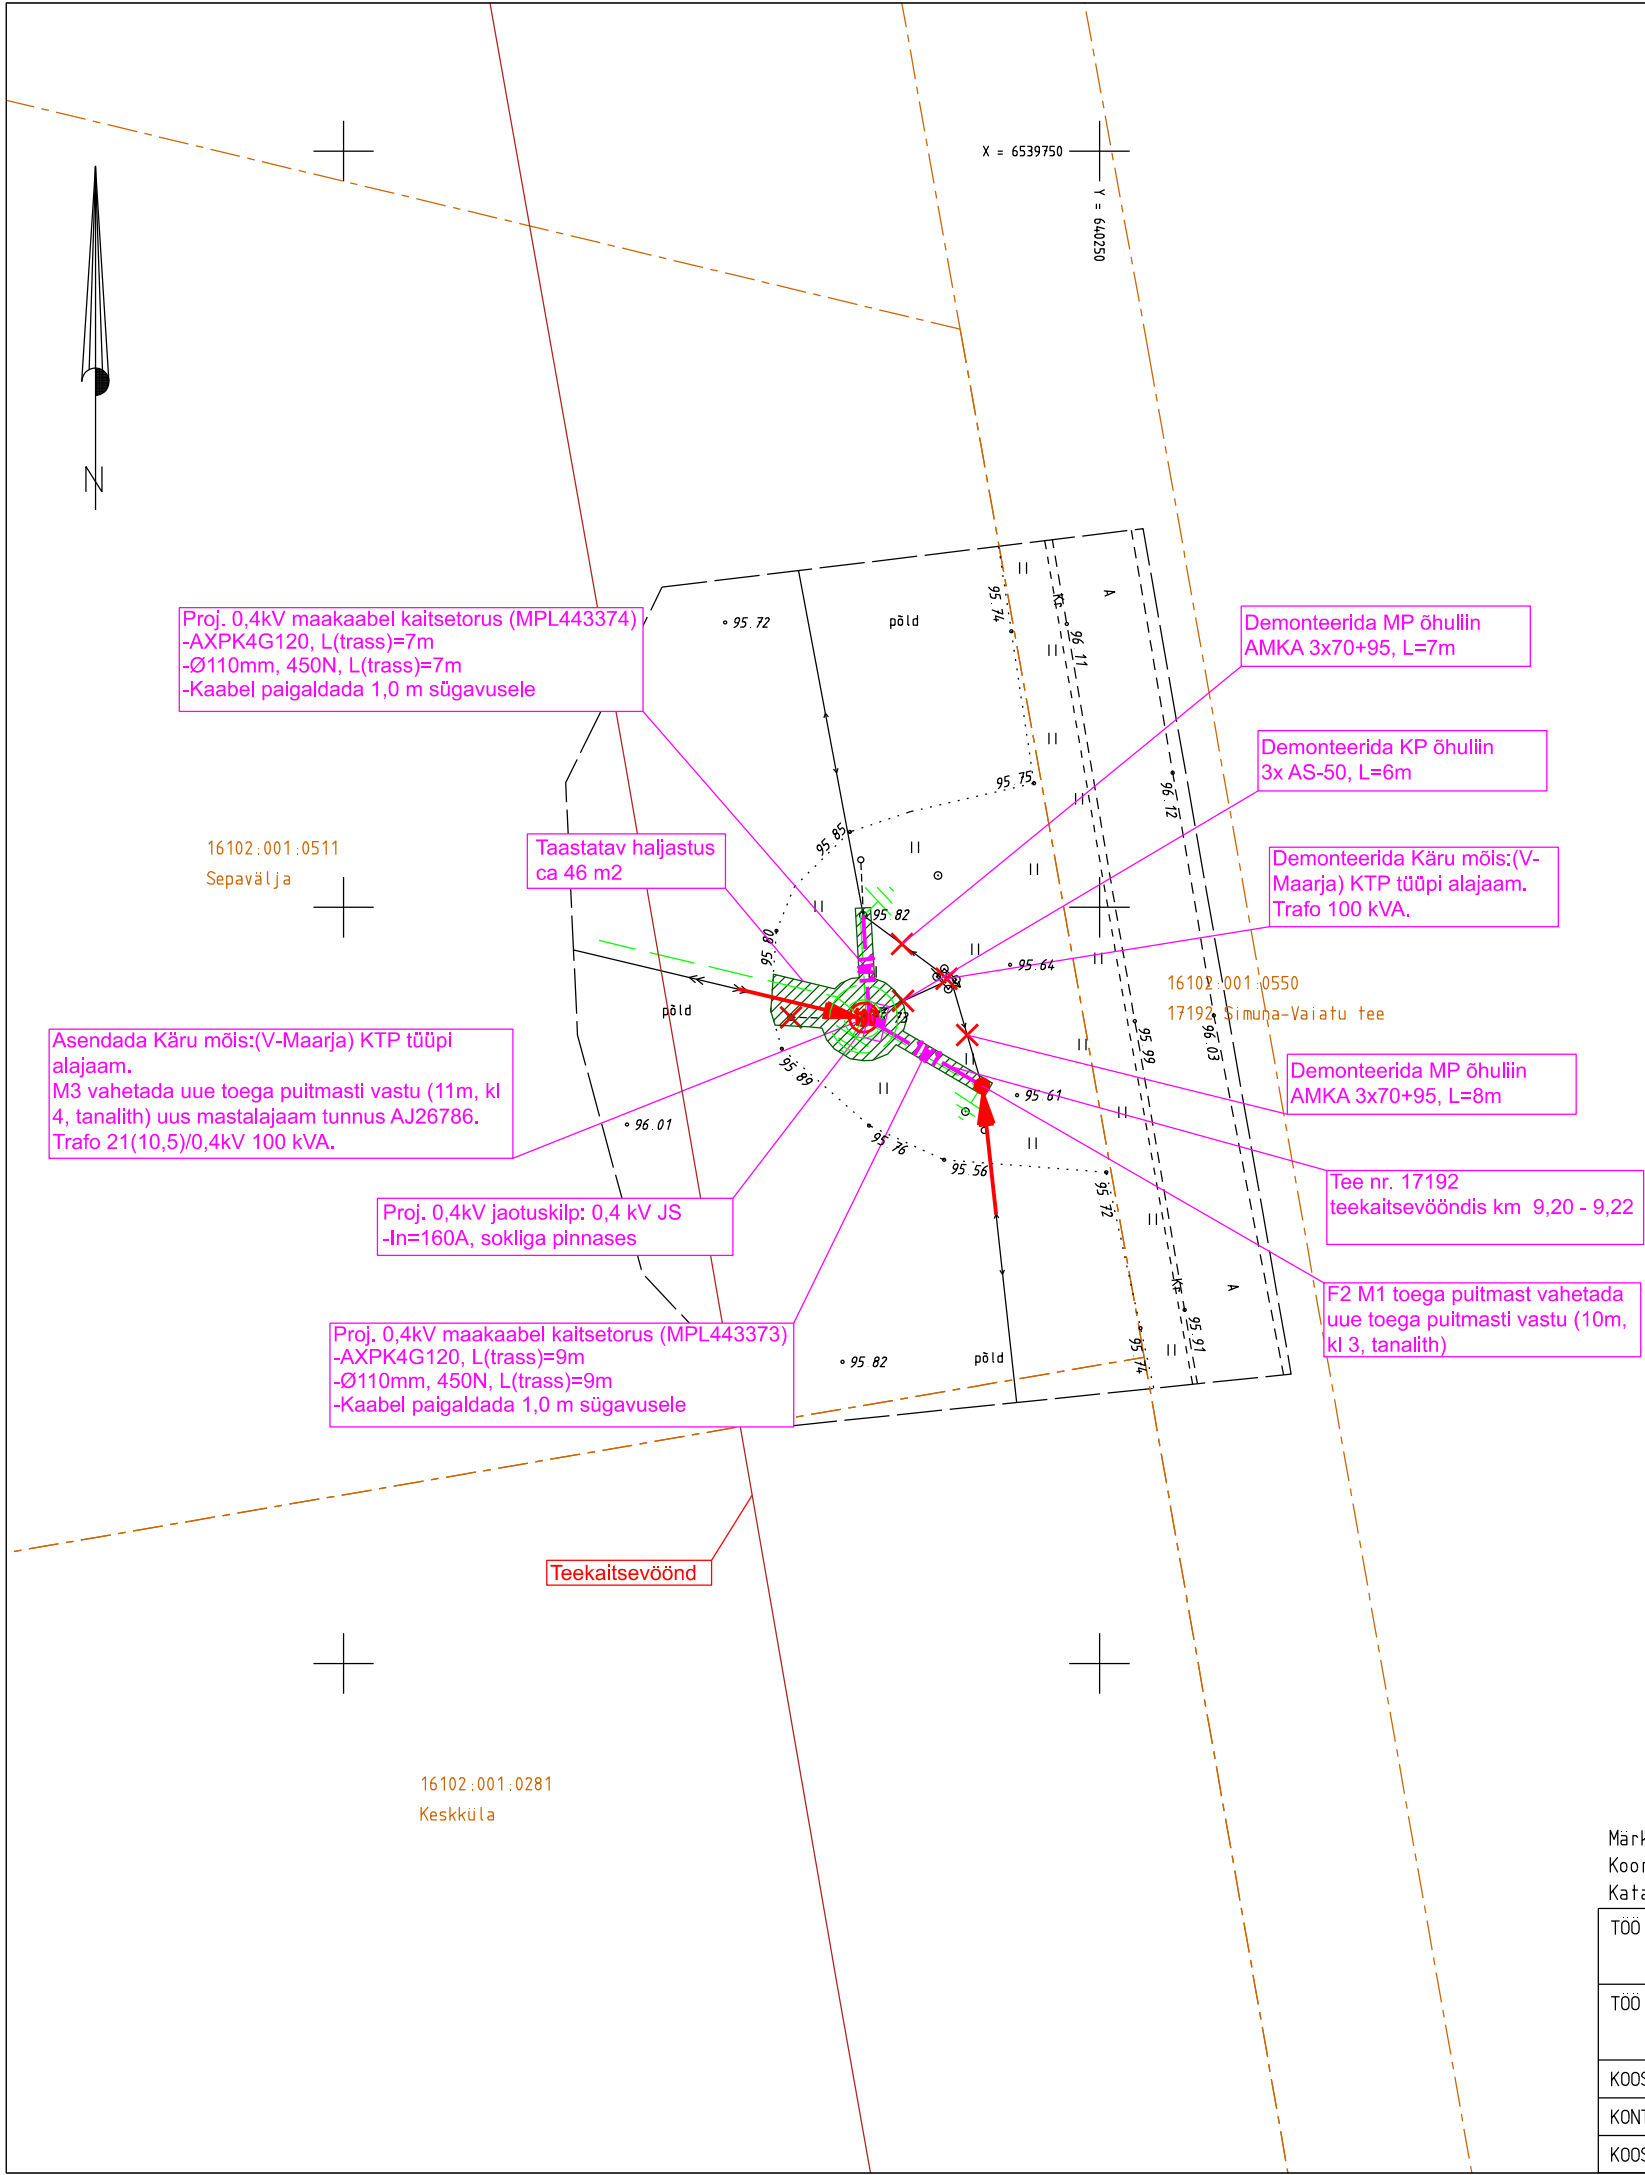 X = 6539750
Y = 640250
N
Proj. 0,4kV maakaabel kaitsetorus (MPL443374)
-AXPK4G120, L(trass)=7m
-Ø110mm, 450N, L(trass)=7m
-Kaabel paigaldada 1,0 m sügavusele
95.72
põld
95.74
Kr
96.11
A
Demonteerida MP õhuliin
AMKA 3x70+95, L=7m
Demonteerida KP õhuliin
3x AS-50, L=6m
95.75
96.12
95.85
16102:001:0511
Sepavälja
Taastatav haljastus
ca 46 m2
Demonteerida Käru mõis:(V-
Maarja) KTP tüüpi alajaam.
Trafo 100 kVA.
95.82
95.80
95.64
16102:001:0550
17192 Simuna-Vaiatu tee
põld
Asendada Käru mõis:(V-Maarja) KTP tüüpi
alajaam.
M3 vahetada uue toega puitmasti vastu (11m, kl
4, tanalith) uus mastalajaam tunnus AJ26786.
Trafo 21(10,5)/0,4kV 100 kVA.
95.99
96.03
95.89
Demonteerida MP õhuliin
AMKA 3x70+95, L=8m
95.61
96.01
95.76
95.56
95.72
Tee nr. 17192
teekaitsevööndis km 9,20 - 9,22
Proj. 0,4kV jaotuskilp: 0,4 kV JS
-In=160A, sokliga pinnases
Kr
A
F2 M1 toega puitmast vahetada
uue toega puitmasti vastu (10m,
kl 3, tanalith)
Proj. 0,4kV maakaabel kaitsetorus (MPL443373)
-AXPK4G120, L(trass)=9m
-Ø110mm, 450N, L(trass)=9m
-Kaabel paigaldada 1,0 m sügavusele
95.82
põld
95.74
95.91
Teekaitsevöönd
16102:001:0281
Keskküla
Märk
Koor
Kata
TÖÖ
TÖÖ
KOOS
KONT
KOOS